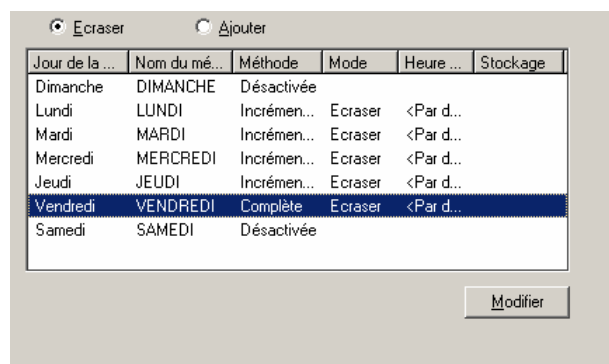 Ecraser Ajouter
Jour de la ... Nom du mé... Méthode Mode Heure ... Stockage
Dimanche DIMANCHE Désactivée
Lundi LUNDI Incrémen... Ecraser <Par d...
Mardi MARDI Incrémen... Ecraser <Par d...
Mercredi MERCREDI Incrémen... Ecraser <Par d...
Jeudi JEUDI Incrémen... Ecraser <Par d...
Vendredi VENDREDI Complète Ecraser <Par d...
Samedi SAMEDI Désactivée
Modifier